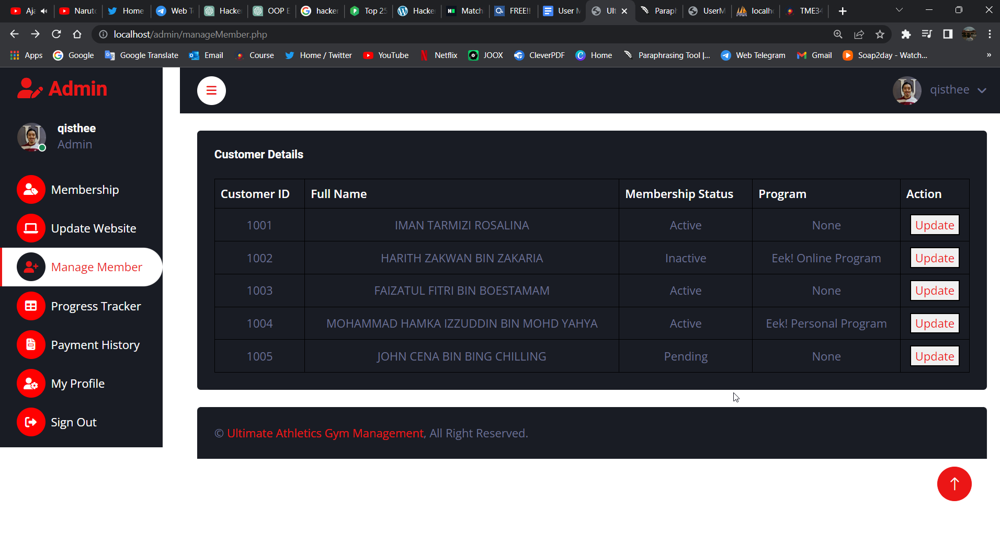 Aja Naruto Home Web T Hacke OOP E hacker Top 25 Hacke Match FREE!! User M Ult Paraph UserM localh TME34
localhost/admin/manageMember.php
Apps Google Google Translate Email Course Home / Twitter YouTube Netflix JOOX CleverPDF Home Paraphrasing Tool |... Web Telegram Gmail Soap2day - Watch... »
Admin
qisthee
qisthee
Admin
Membership
Update Website
Manage Member
Progress Tracker
Payment History
My Profile
Sign Out
Customer Details
Customer ID Full Name Membership Status Program Action
1001 IMAN TARMIZI ROSALINA Active None Update
1002 HARITH ZAKWAN BIN ZAKARIA Inactive Eek! Online Program Update
1003 FAIZATUL FITRI BIN BOESTAMAM Active None Update
1004 MOHAMMAD HAMKA IZZUDDIN BIN MOHD YAHYA Active Eek! Personal Program Update
1005 JOHN CENA BIN BING CHILLING Pending None Update
© Ultimate Athletics Gym Management, All Right Reserved.